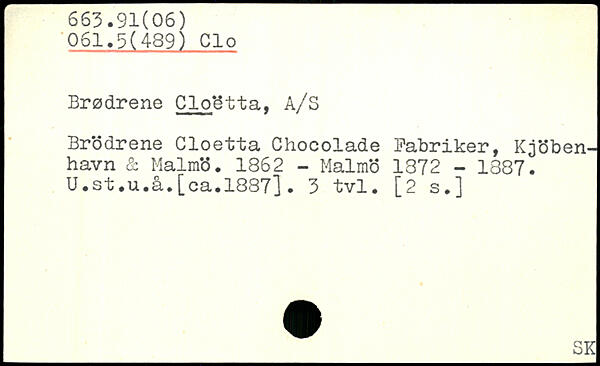 663.91(06)
061.5(489) Clo
Brødrene Cloëtta, A/S
Brödrene Cloetta Chocolade Fabriker, Kjöben-
havn & Malmö. 1862 - Malmö 1872 - 1887.
U.st.u.å.[ca.1887]. 3 tvl. [2 s.]
SK